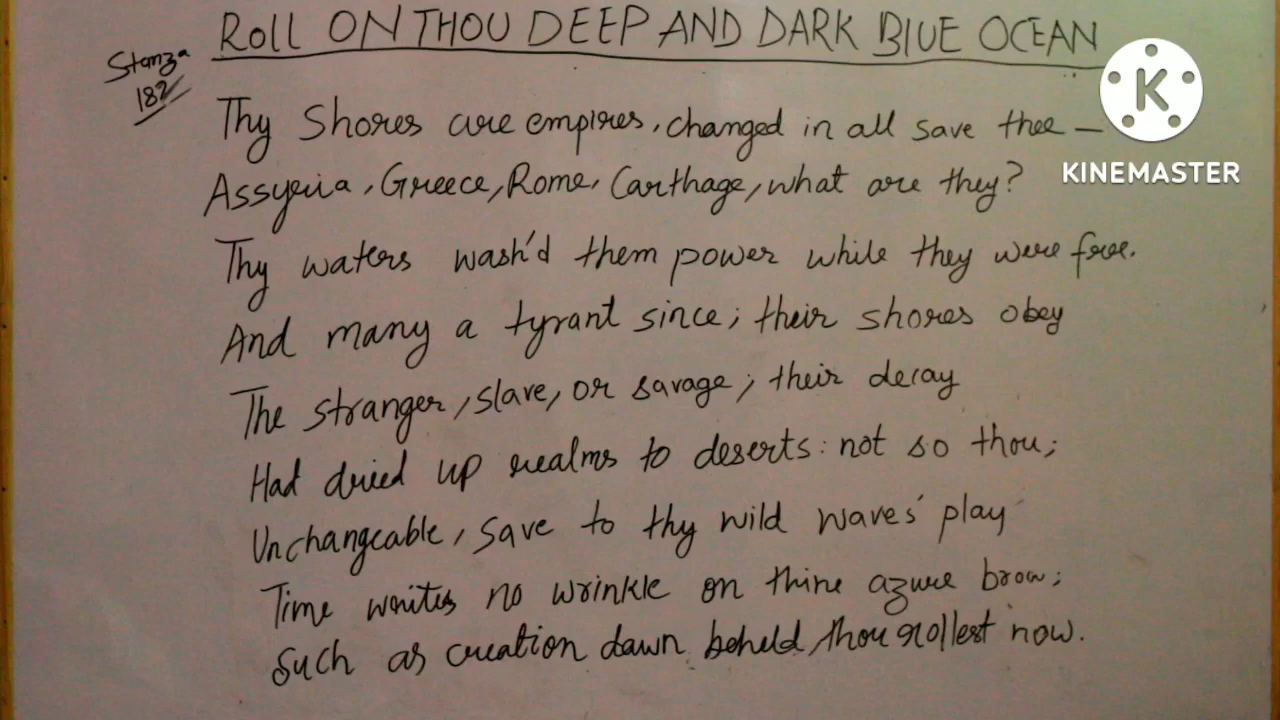 Roll ON THOU DEEP AND DARK BLUE OCEAN
Stanza
182
K
KINEMASTER
Thy Shores are empires, changed in all save thee –
Assyria, Greece, Rome, Carthage, what are they?
Thy waters wash'd them power while they were free.
And many a tyrant since; their shores obey
The stranger, slave, or savage; their decay
Had dried up realms to deserts: not so thou;
Unchangeable, save to thy wild waves' play
Time writes no wrinkle on thine azure brow;
Such as creation dawn beheld, thou rollest now.